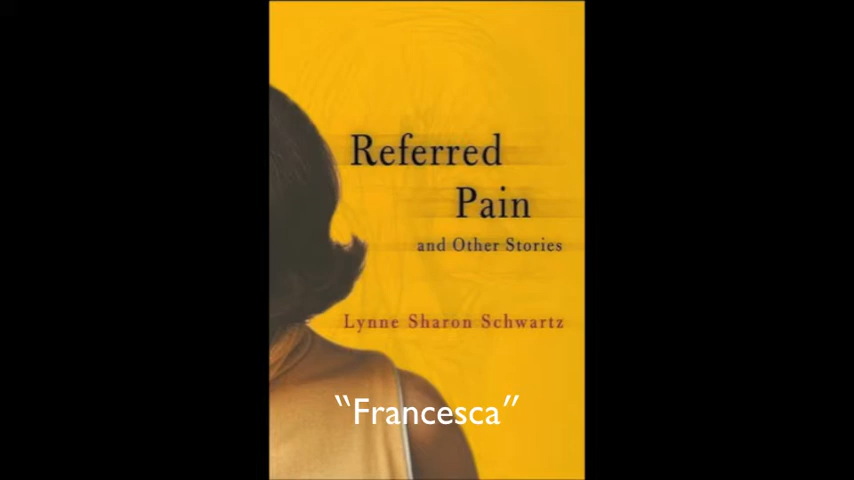 Referred
Pain
and Other Stories
Lynne Sharon Schwartz
“Francesca”